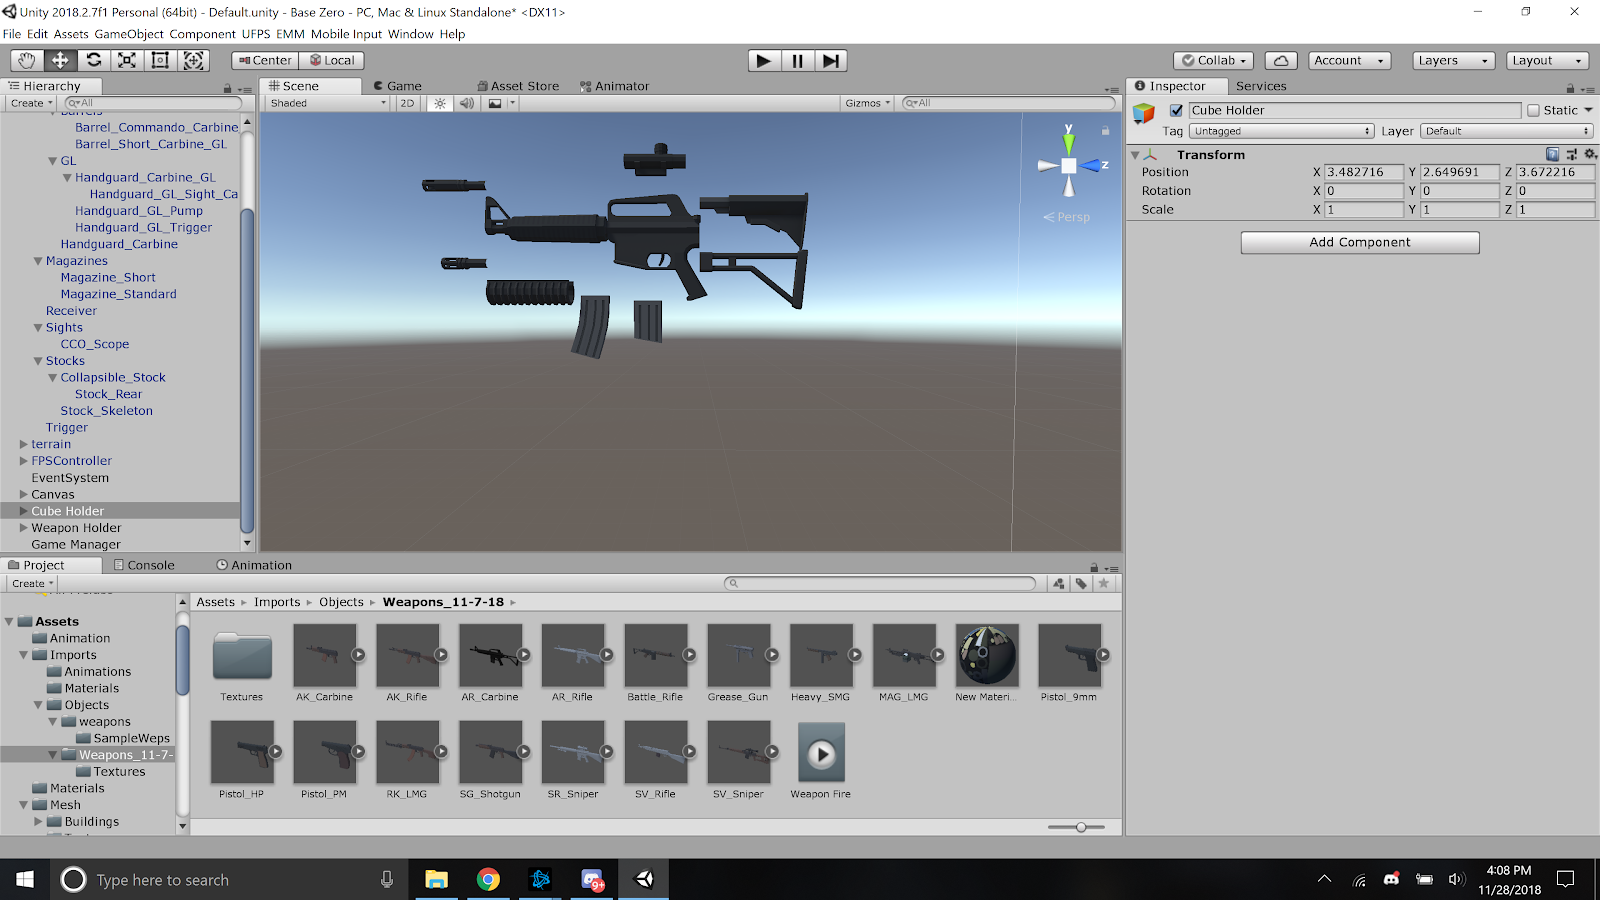 Unity 2018.2.7f1 Personal (64bit) - Default.unity - Base Zero - PC, Mac & Linux Standalone* <DX11>
File Edit Assets GameObject Component UFPS EMM Mobile Input Window Help
Center Local
Collab Account Layers Layout
Hierarchy
Create All
Barrels
Barrel_Commando_Carbine
Barrel_Short_Carbine_GL
GL
Handguard_Carbine_GL
Handguard_GL_Sight_Ca
Handguard_GL_Pump
Handguard_GL_Trigger
Handguard_Carbine
Magazines
Magazine_Short
Magazine_Standard
Receiver
Sights
CCO_Scope
Stocks
Collapsible_Stock
Stock_Rear
Stock_Skeleton
Trigger
terrain
FPSController
EventSystem
Canvas
Cube Holder
Weapon Holder
Game Manager
Scene Game Asset Store Animator
Shaded 2D Gizmos All
y
z
Persp
Inspector Services
Cube Holder Static
Tag Untagged Layer Default
Transform
Position X 3.482716 Y 2.649691 Z 3.672216
Rotation X 0 Y 0 Z 0
Scale X 1 Y 1 Z 1
Add Component
Project Console Animation
Create
Assets
Animation
Imports
Animations
Materials
Objects
weapons
SampleWeps
Weapons_11-7-
Textures
Materials
Mesh
Buildings
Assets Imports Objects Weapons_11-7-18
Textures AK_Carbine AK_Rifle AR_Carbine AR_Rifle Battle_Rifle Grease_Gun Heavy_SMG MAG_LMG New Materi... Pistol_9mm
Pistol_HP Pistol_PM RK_LMG SG_Shotgun SR_Sniper SV_Rifle SV_Sniper Weapon Fire
Type here to search
9+
4:08 PM
11/28/2018